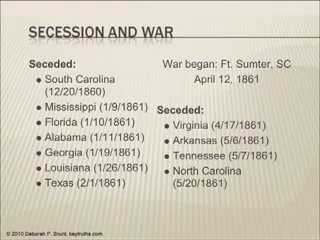 SECESSION AND WAR
Seceded:
South Carolina
(12/20/1860)
Mississippi (1/9/1861)
Florida (1/10/1861)
Alabama (1/11/1861)
Georgia (1/19/1861)
Louisiana (1/26/1861)
Texas (2/1/1861)
War began: Ft. Sumter, SC
April 12, 1861
Seceded:
Virginia (4/17/1861)
Arkansas (5/6/1861)
Tennessee (5/7/1861)
North Carolina
(5/20/1861)
© 2010 Deborah P. Brunt, keytruths.com